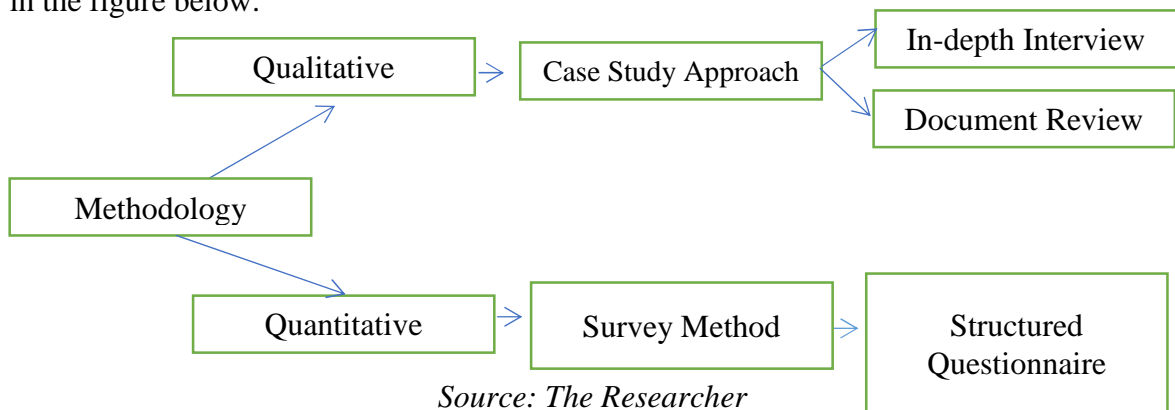 in the figure below.
In-depth Interview
Qualitative
Case Study Approach
Document Review
Methodology
Quantitative
Survey Method
Structured
Questionnaire
Source: The Researcher